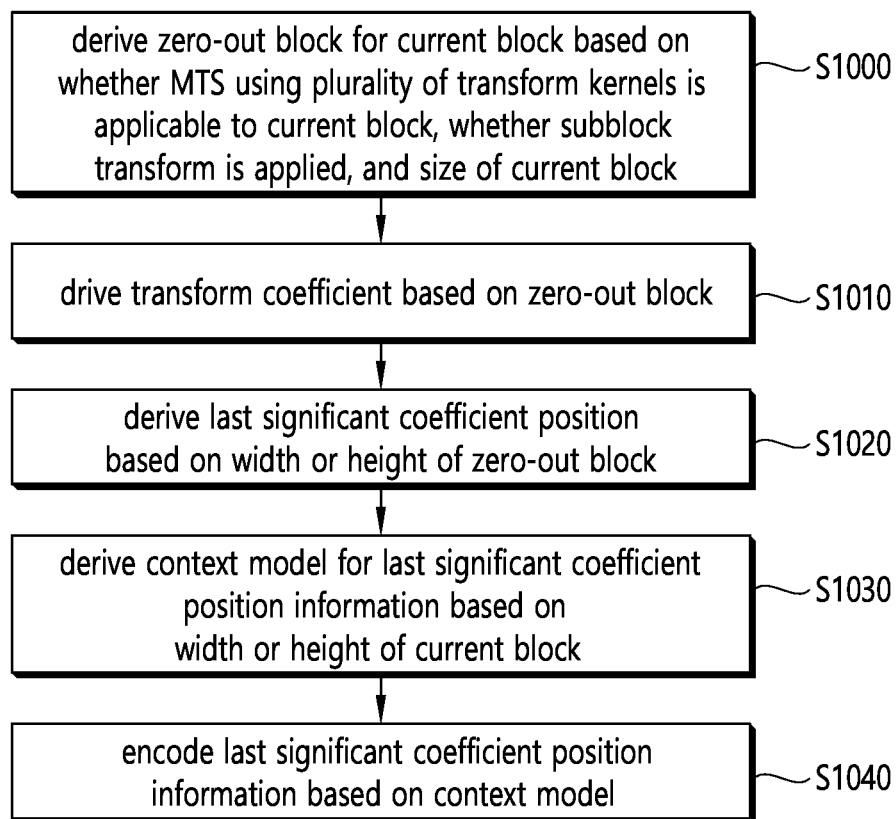 derive zero-out block for current block based on
whether MTS using plurality of transform kernels is
applicable to current block, whether subblock
transform is applied, and size of current block
S1000
drive transform coefficient based on zero-out block
S1010
derive last significant coefficient position
based on width or height of zero-out block
S1020
derive context model for last significant coefficient
position information based on
width or height of current block
S1030
encode last significant coefficient position
information based on context model
S1040